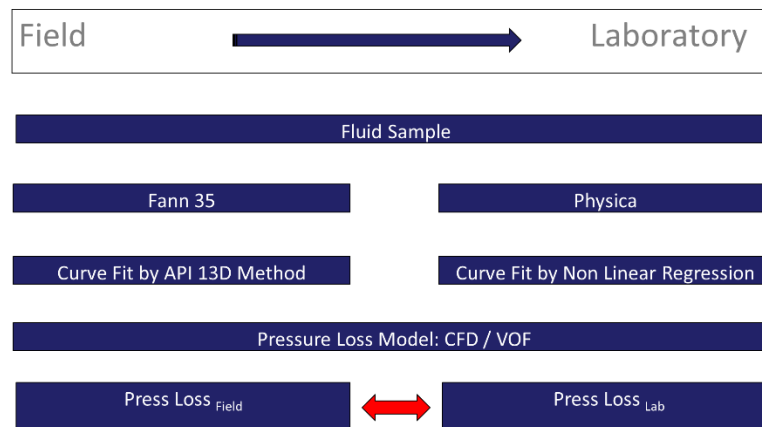 Field Laboratory
Fluid Sample
Fann 35 Physica
Curve Fit by API 13D Method Curve Fit by Non Linear Regression
Pressure Loss Model: CFD / VOF
Press Loss Field Press Loss Lab